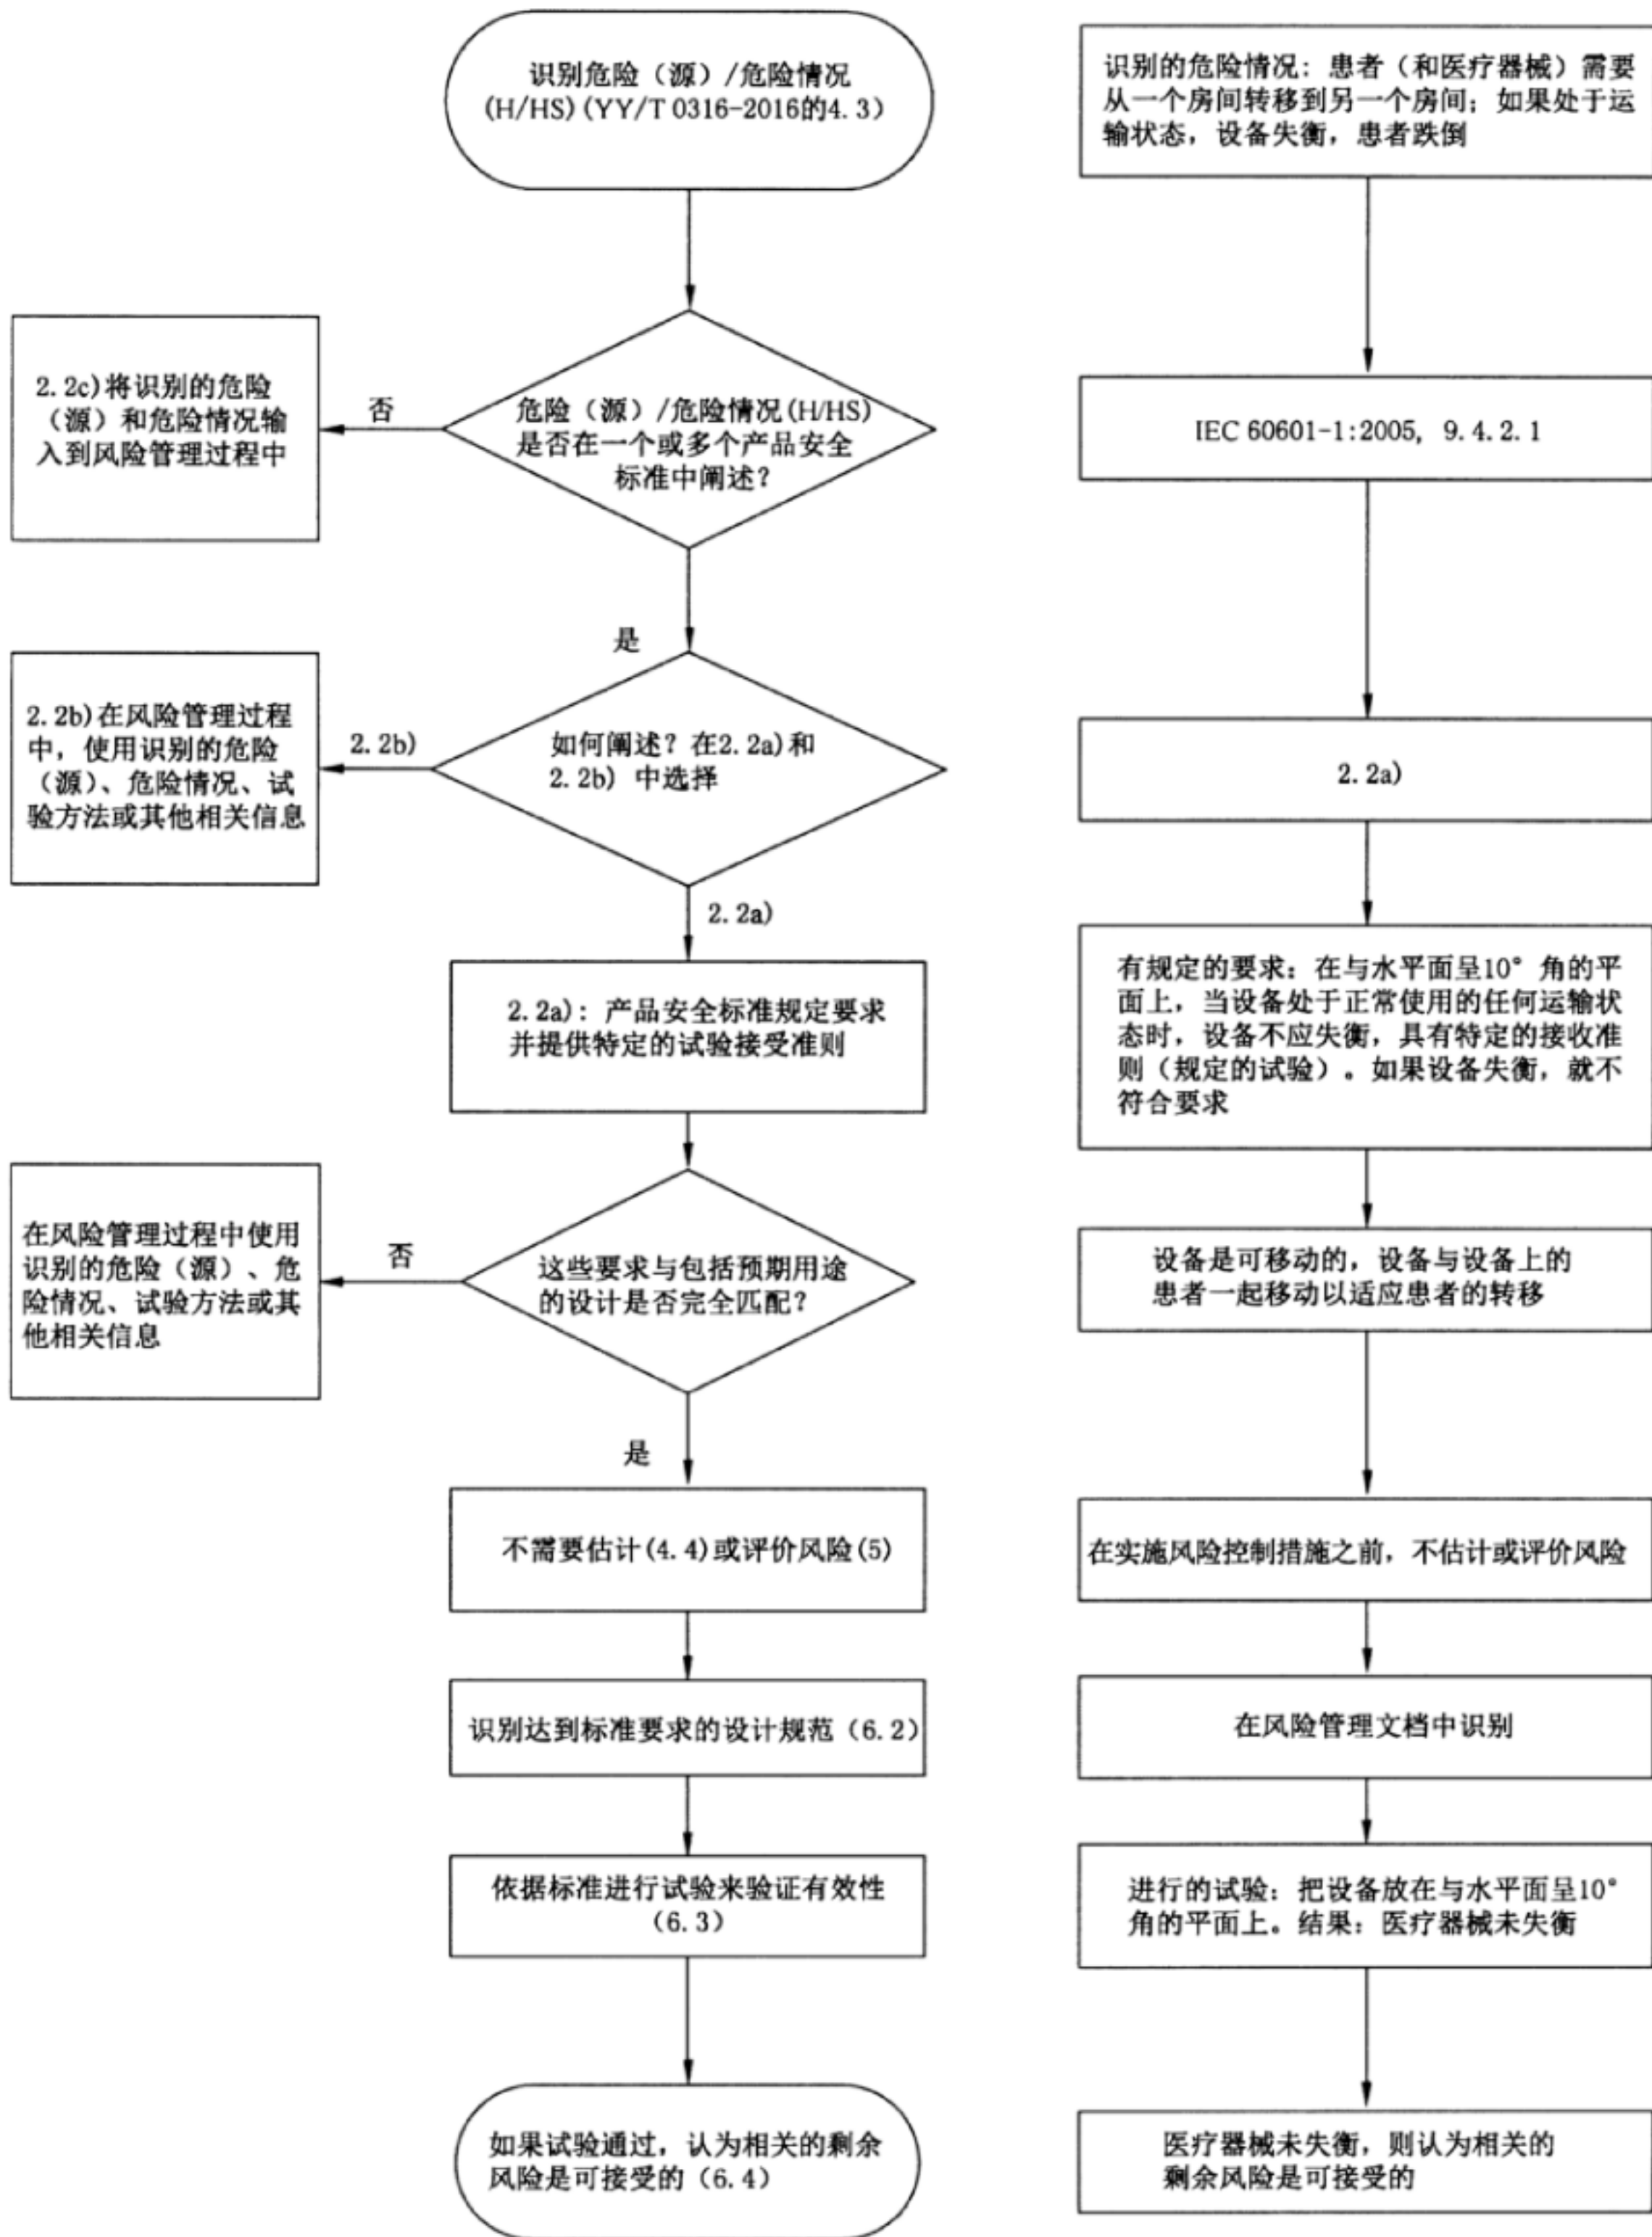 识别危险（源）/危险情况
(H/HS)(YY/T 0316-2016的4.3）
2.2c)将识别的危险
（源）和危险情况输
入到风险管理过程中
否
危险（源）/危险情况(H/HS)
是否在一个或多个产品安全
标准中阐述？
是
2.2b)在风险管理过程
中，使用识别的危险
（源）、危险情况、试
验方法或其他相关信息
2.2b)
如何阐述？在2.2a)和
2.2b) 中选择
2.2a)
2.2a)：产品安全标准规定要求
并提供特定的试验接受准则
在风险管理过程中使用
识别的危险（源）、危
险情况、试验方法或其
他相关信息
否
这些要求与包括预期用途
的设计是否完全匹配？
是
不需要估计(4.4)或评价风险(5)
识别达到标准要求的设计规范（6.2）
依据标准进行试验来验证有效性
（6.3）
如果试验通过，认为相关的剩余
风险是可接受的（6.4）
识别的危险情况：患者（和医疗器械）需要
从一个房间转移到另一个房间；如果处于运
输状态，设备失衡，患者跌倒
IEC 60601-1:2005, 9.4.2.1
2.2a)
有规定的要求：在与水平面呈10° 角的平
面上，当设备处于正常使用的任何运输状
态时，设备不应失衡，具有特定的接收准
则（规定的试验）。如果设备失衡，就不
符合要求
设备是可移动的，设备与设备上的
患者一起移动以适应患者的转移
在实施风险控制措施之前，不估计或评价风险
在风险管理文档中识别
进行的试验：把设备放在与水平面呈10°
角的平面上。结果：医疗器械未失衡
医疗器械未失衡，则认为相关的
剩余风险是可接受的